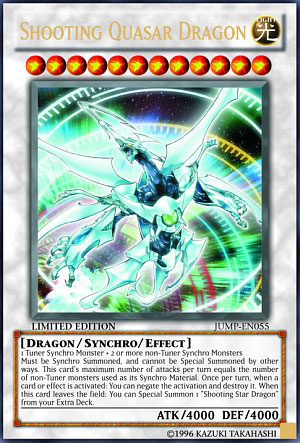 SHOOTING QUASAR DRAGON
LIGHT
光
LIMITED EDITION JUMP-EN055
[DRAGON/SYNCHRO/EFFECT]
1 Tuner Synchro Monster + 2 or more non-Tuner Synchro Monsters
Must be Synchro Summoned, and cannot be Special Summoned by other
ways. This card's maximum number of attacks per turn equals the
number of non-Tuner monsters used as its Synchro Material. Once per turn, when a
card or effect is activated: You can negate the activation and destroy it. When
this card leaves the field: You can Special Summon 1 "Shooting Star Dragon"
from your Extra Deck.
ATK/4000 DEF/4000
©1996 KAZUKI TAKAHASHI